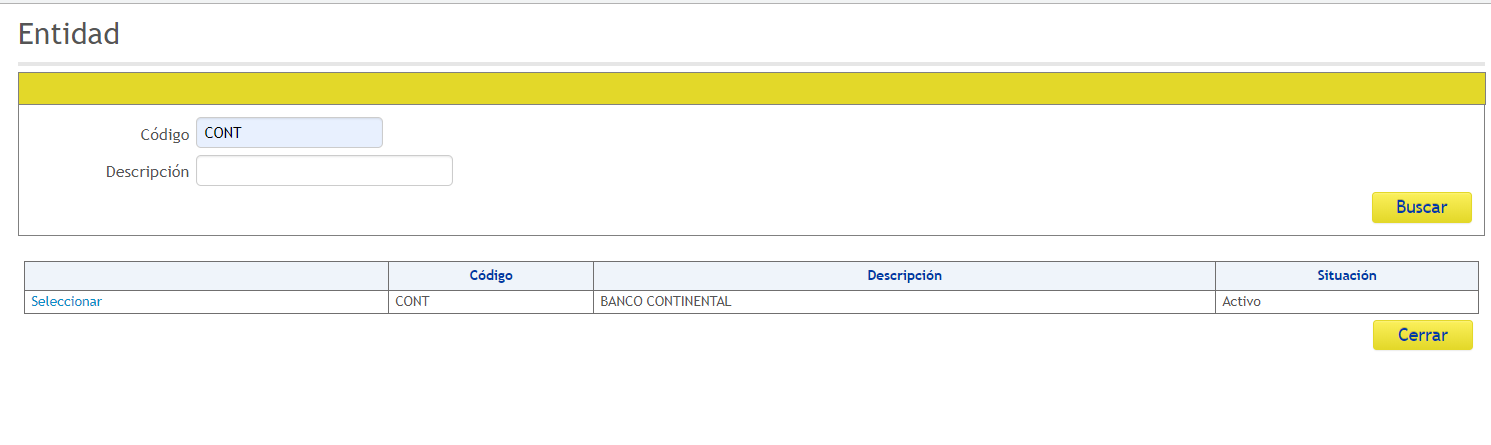 Entidad
Código CONT
Descripción
Buscar
Código Descripción Situación
Seleccionar CONT BANCO CONTINENTAL Activo
Cerrar